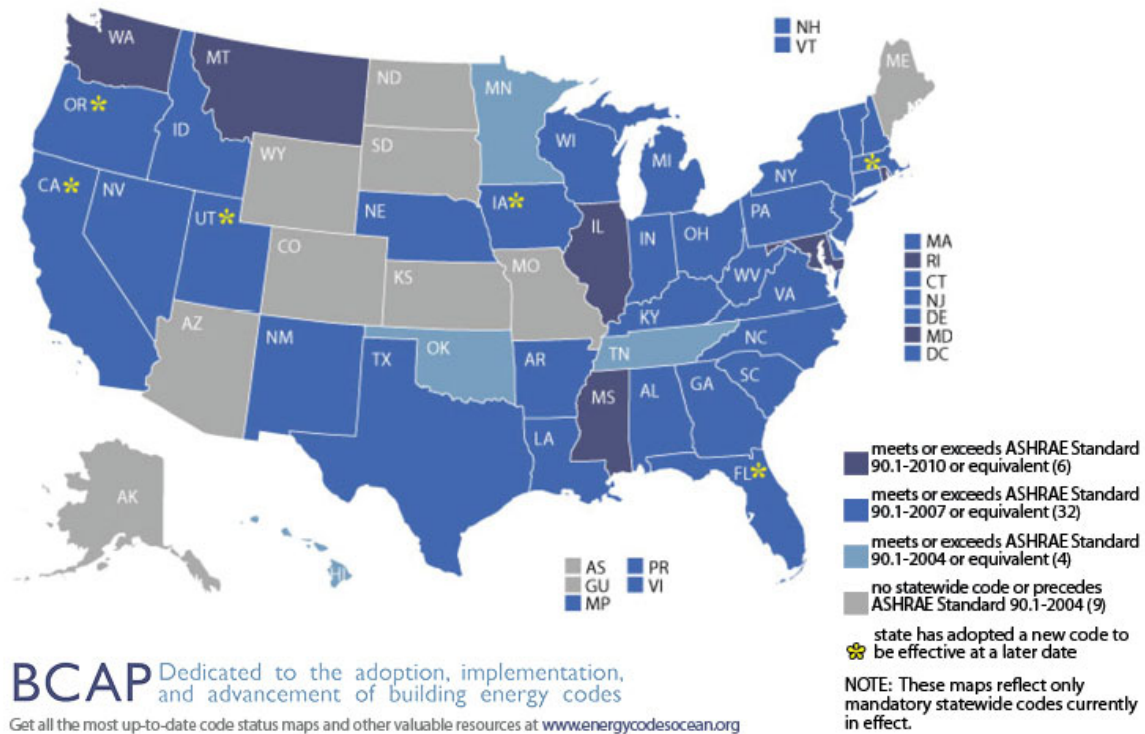 NH
VT
WA
MT
ND
MN
ME
OR
ID
SD
WI
MI
NY
WY
CA
NV
UT
NE
IA
PA
CO
IL
IN
OH
WV
VA
KS
MO
KY
AZ
NM
OK
AR
TN
NC
TX
MS
AL
GA
SC
LA
FL
AK
HI
MA
RI
CT
NJ
DE
MD
DC
meets or exceeds ASHRAE Standard
90.1-2010 or equivalent (6)
meets or exceeds ASHRAE Standard
90.1-2007 or equivalent (32)
meets or exceeds ASHRAE Standard
90.1-2004 or equivalent (4)
no statewide code or precedes
ASHRAE Standard 90.1-2004 (9)
state has adopted a new code to
be effective at a later date
NOTE: These maps reflect only
mandatory statewide codes currently
in effect.
AS
GU
MP
PR
VI
BCAP
Dedicated to the adoption, implementation,
and advancement of building energy codes
Get all the most up-to-date code status maps and other valuable resources at www.energycodesocean.org